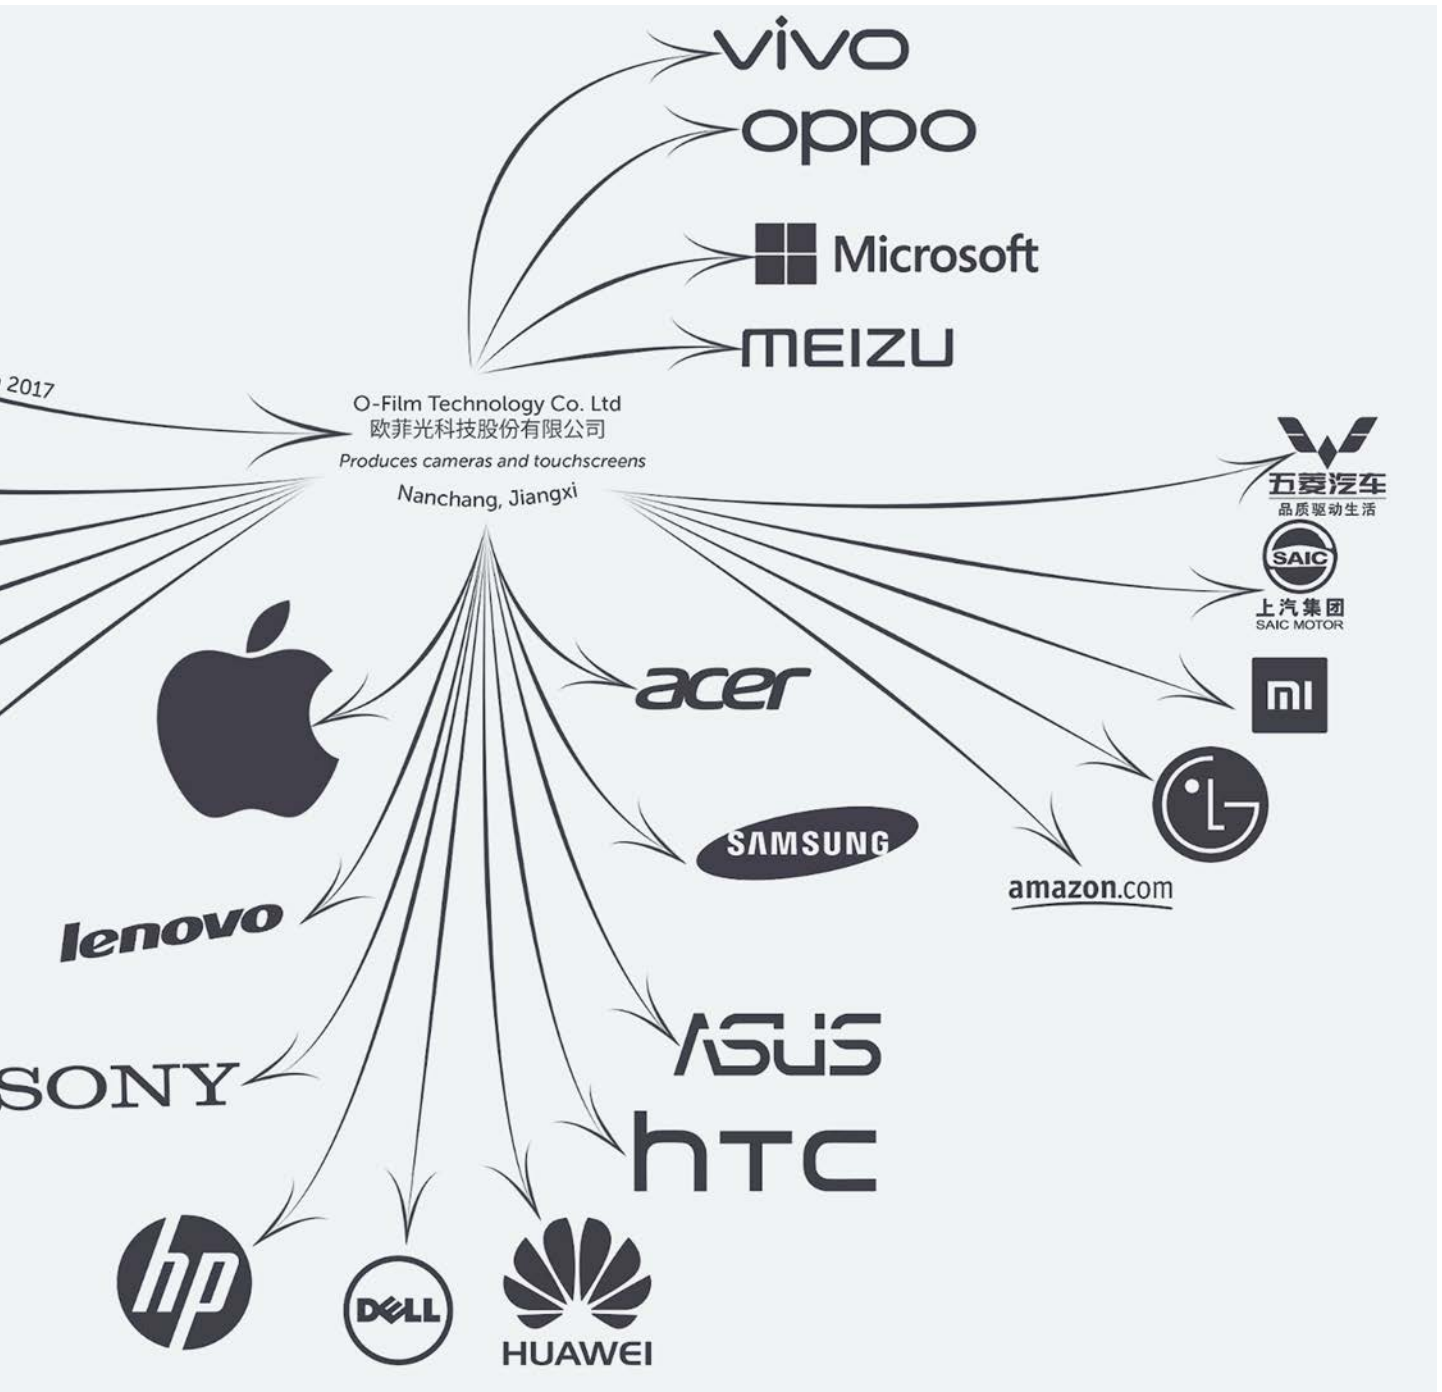 vivo
oppo
Microsoft
MEIZU
2017
O-Film Technology Co. Ltd
欧菲光科技股份有限公司
Produces cameras and touchscreens
Nanchang, Jiangxi
五菱汽车
品质驱动生活
SAIC
上汽集团
SAIC MOTOR
mi
LG
acer
SAMSUNG
amazon.com
lenovo
ASUS
SONY
hTC
hp
DELL
HUAWEI